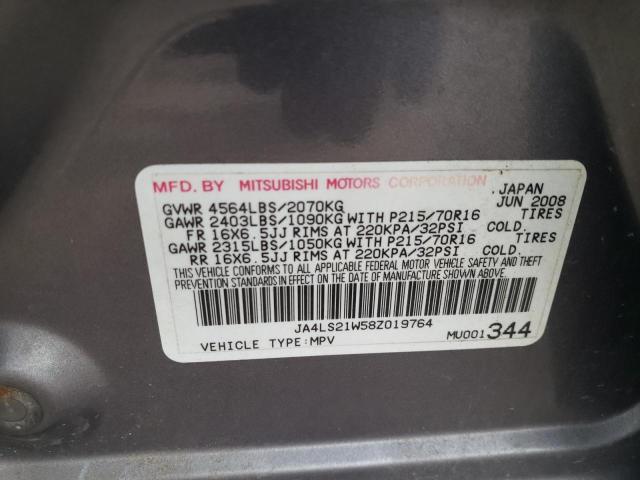 MFD. BY MITSUBISHI MOTORS CORPORATION, JAPAN
GVWR 4564LBS/2070KG JUN 2008
GAWR 2403LBS/1090KG WITH P215/70R16 TIRES
FR 16X6.5JJ RIMS AT 220KPA/32PSI COLD.
GAWR 2315LBS/1050KG WITH P215/70R16 TIRES
RR 16X6.5JJ RIMS AT 220KPA/32PSI COLD.
THIS VEHICLE CONFORMS TO ALL APPLICABLE FEDERAL MOTOR VEHICLE SAFETY AND THEFT
PREVENTION STANDARDS IN EFFECT ON THE DATE OF MANUFACTURE SHOWN ABOVE.
JA4LS21W58Z019764
VEHICLE TYPE:MPV MU001344